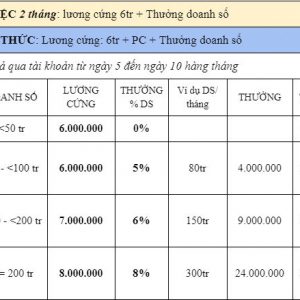 ỆC 2 tháng: lương cứng 6tr + Thưởng doanh số
THỨC: Lương cứng: 6tr + PC + Thưởng doanh số
ả qua tài khoản từ ngày 5 đến ngày 10 hàng tháng
OANH SỐ LƯƠNG CỨNG THƯỞNG % DS Ví dụ DS/ tháng THƯỞNG
<50 tr 6.000.000 0%
- <100 tr 6.000.000 5% 80tr 4.000.000
- <200 tr 7.000.000 6% 150tr 9.000.000
= 200 tr 8.000.000 8% 300tr 24.000.000